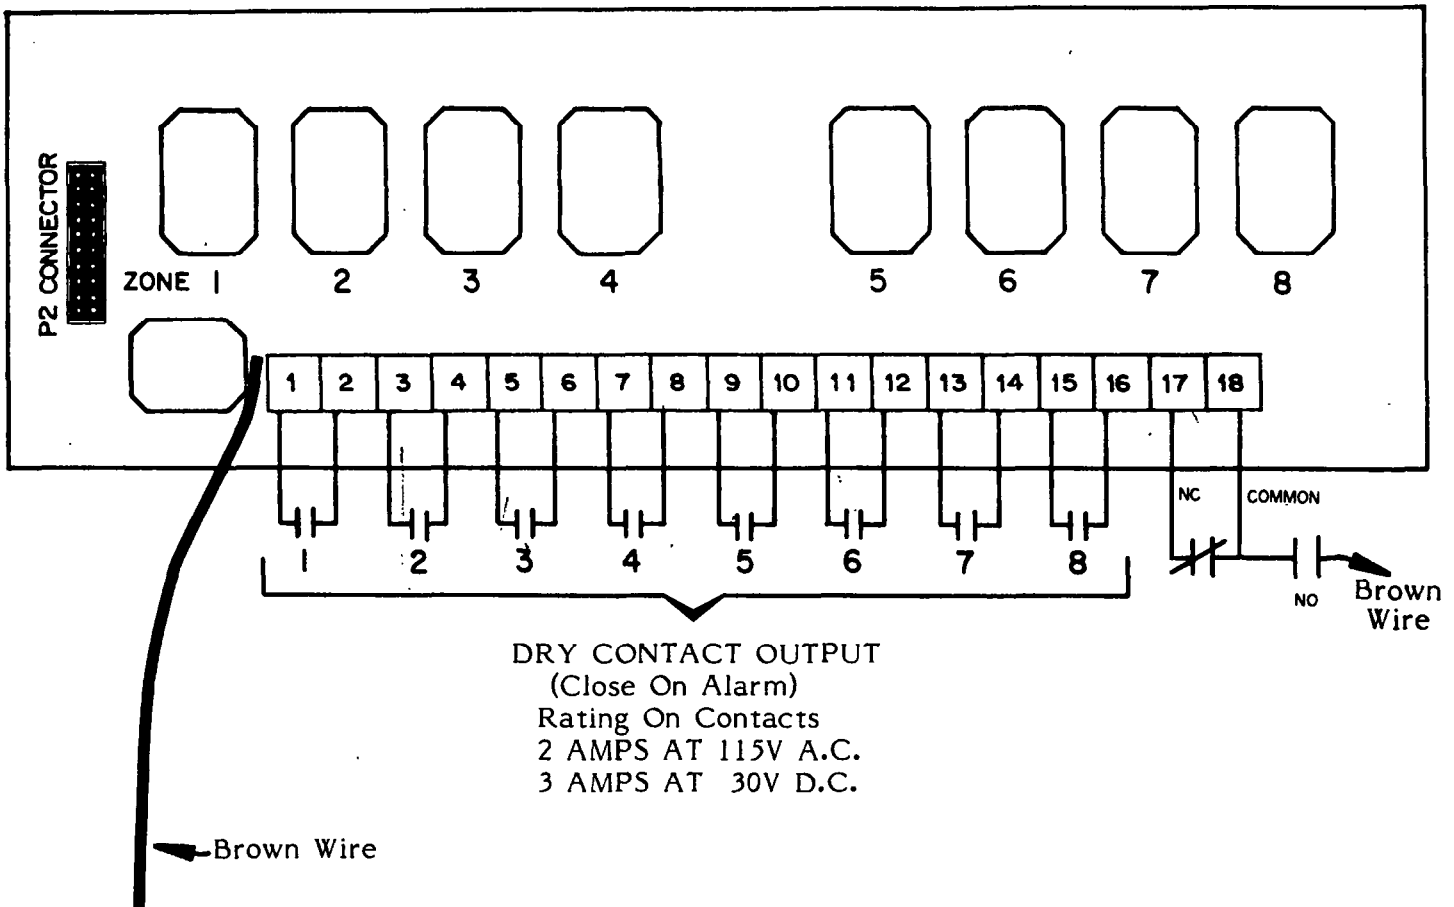 P2 CONNECTOR
ZONE 1 2 3 4 5 6 7 8
1 2 3 4 5 6 7 8 9 10 11 12 13 14 15 16 17 18
NC COMMON
1 2 3 4 5 6 7 8
NO
Brown
Wire
DRY CONTACT OUTPUT
(Close On Alarm)
Rating On Contacts
2 AMPS AT 115V A.C.
3 AMPS AT 30V D.C.
Brown Wire